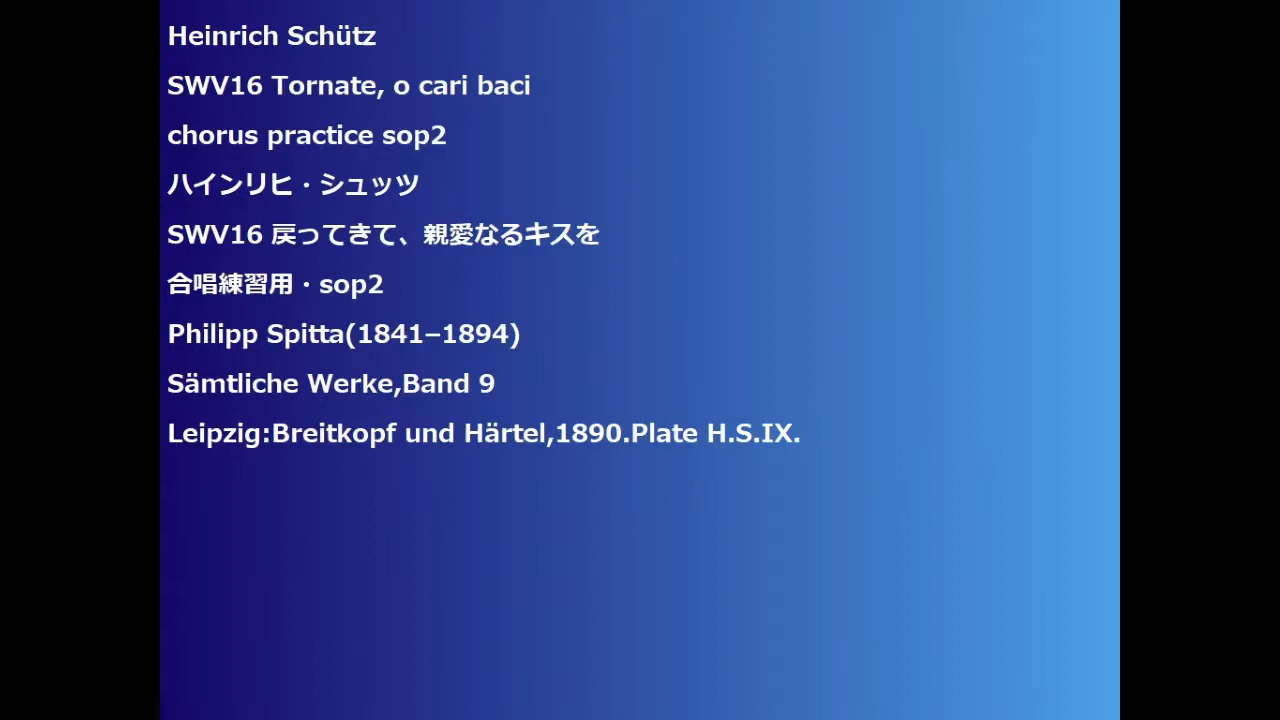 Heinrich Schütz
SWV16 Tornate, o cari baci
chorus practice sop2
ハインリヒ・シュッツ
SWV16 戻ってきて、親愛なるキスを
合唱練習用・sop2
Philipp Spitta(1841–1894)
Sämtliche Werke,Band 9
Leipzig:Breitkopf und Härtel,1890.Plate H.S.IX.